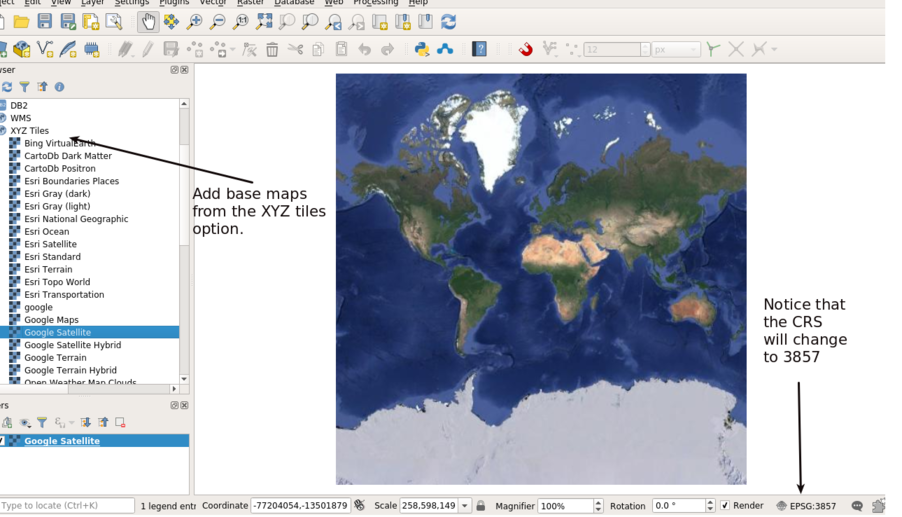 Edit View Layer Settings Plugins Vector Raster Database Web Processing Help
12 px
DB2
WMS
XYZ Tiles
Bing VirtualEarth
CartoDb Dark Matter
CartoDb Positron
Esri Boundaries Places
Esri Gray (dark)
Esri Gray (light)
Esri National Geographic
Esri Ocean
Esri Satellite
Esri Standard
Esri Terrain
Esri Topo World
Esri Transportation
google
Google Maps
Google Satellite
Google Satellite Hybrid
Google Terrain
Google Terrain Hybrid
Open Weather Map Clouds
Add base maps
from the XYZ tiles
option.
Notice that
the CRS
will change
to 3857
Google Satellite
Type to locate (Ctrl+K) 1 legend entr Coordinate -77204054,-13501879 Scale 258,598,149 Magnifier 100% Rotation 0.0 ° Render EPSG:3857